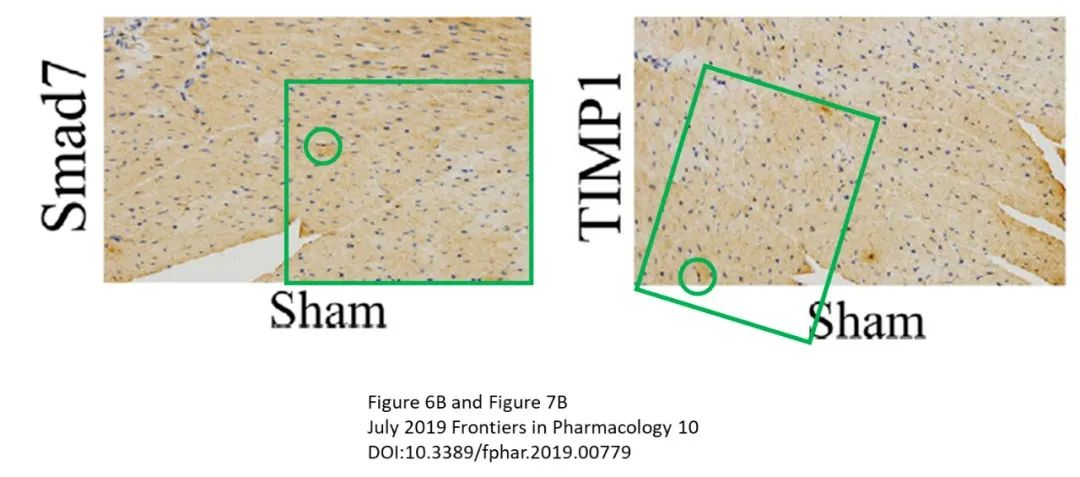 Smad7
Sham
TIMP1
Sham
Figure 6B and Figure 7B
July 2019 Frontiers in Pharmacology 10
DOI:10.3389/fphar.2019.00779